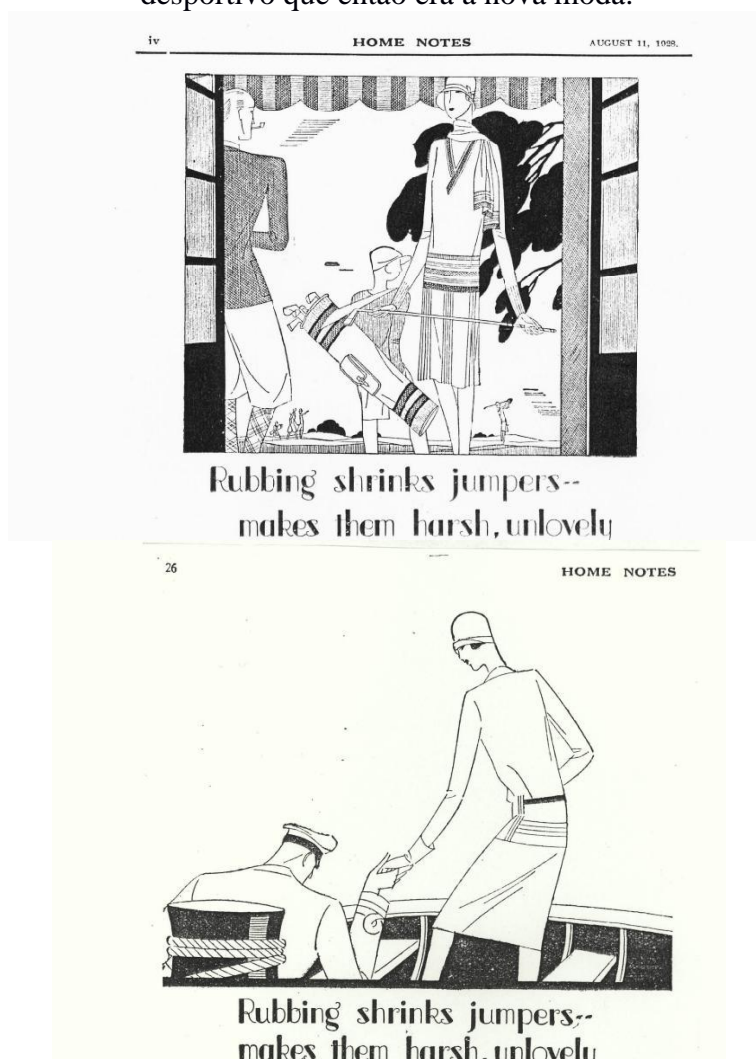 desportivo que então era a nova moda.
iv HOME NOTES AUGUST 11, 1928.
Rubbing shrinks jumpers--
makes them harsh, unlovely
26 HOME NOTES
Rubbing shrinks jumpers--
makes them harsh, unlovely